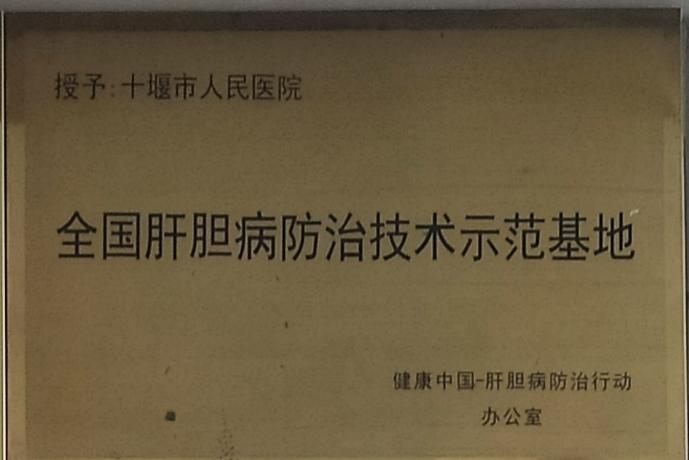 授予:十堰市人民医院
全国肝胆病防治技术示范基地
健康中国-肝胆病防治行动
办公室